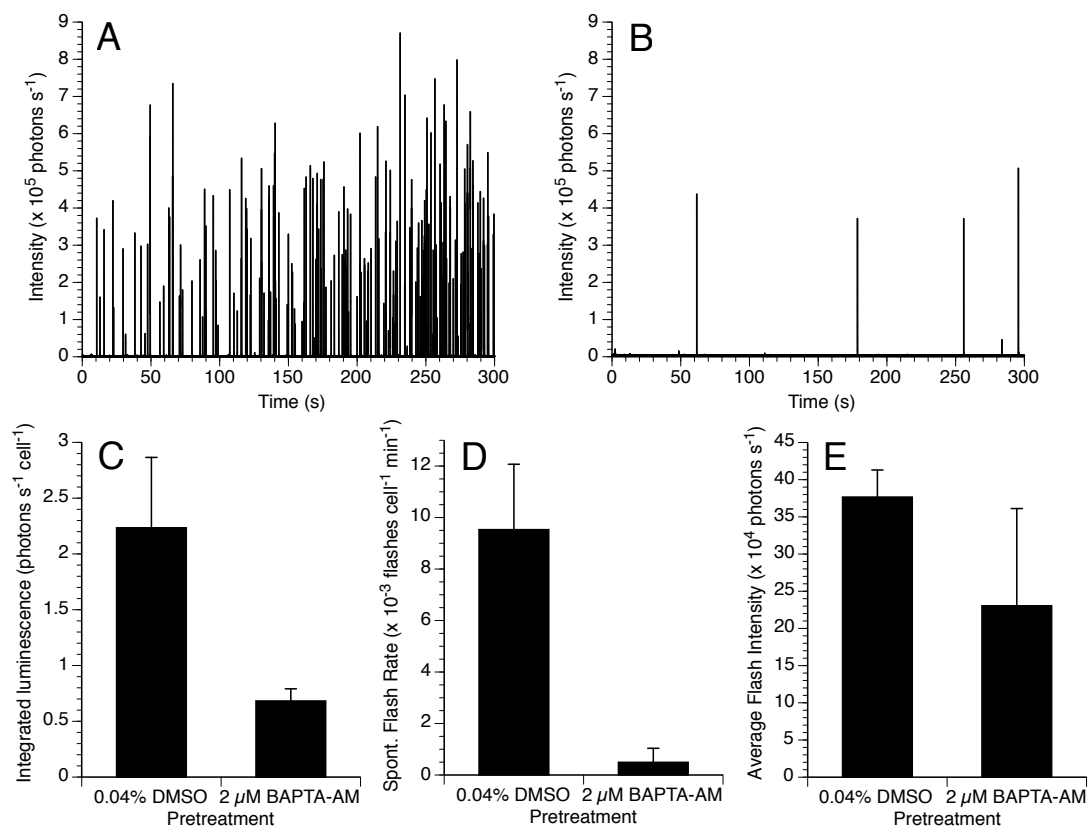 A
Intensity (x 10⁵ photons s⁻¹)
9
8
7
6
5
4
3
2
1
0
0 50 100 150 200 250 300
Time (s)
B
Intensity (x 10⁵ photons s⁻¹)
9
8
7
6
5
4
3
2
1
0
0 50 100 150 200 250 300
Time (s)
C
Integrated luminescence (photons s⁻¹ cell⁻¹)
3
2.5
2
1.5
1
0.5
0
0.04% DMSO 2 µM BAPTA-AM
Pretreatment
D
Spont. Flash Rate (x 10⁻³ flashes cell⁻¹ min⁻¹)
12
10
8
6
4
2
0
0.04% DMSO 2 µM BAPTA-AM
Pretreatment
E
Average Flash Intensity (x 10⁴ photons s⁻¹)
45
40
35
30
25
20
15
10
5
0
0.04% DMSO 2 µM BAPTA-AM
Pretreatment